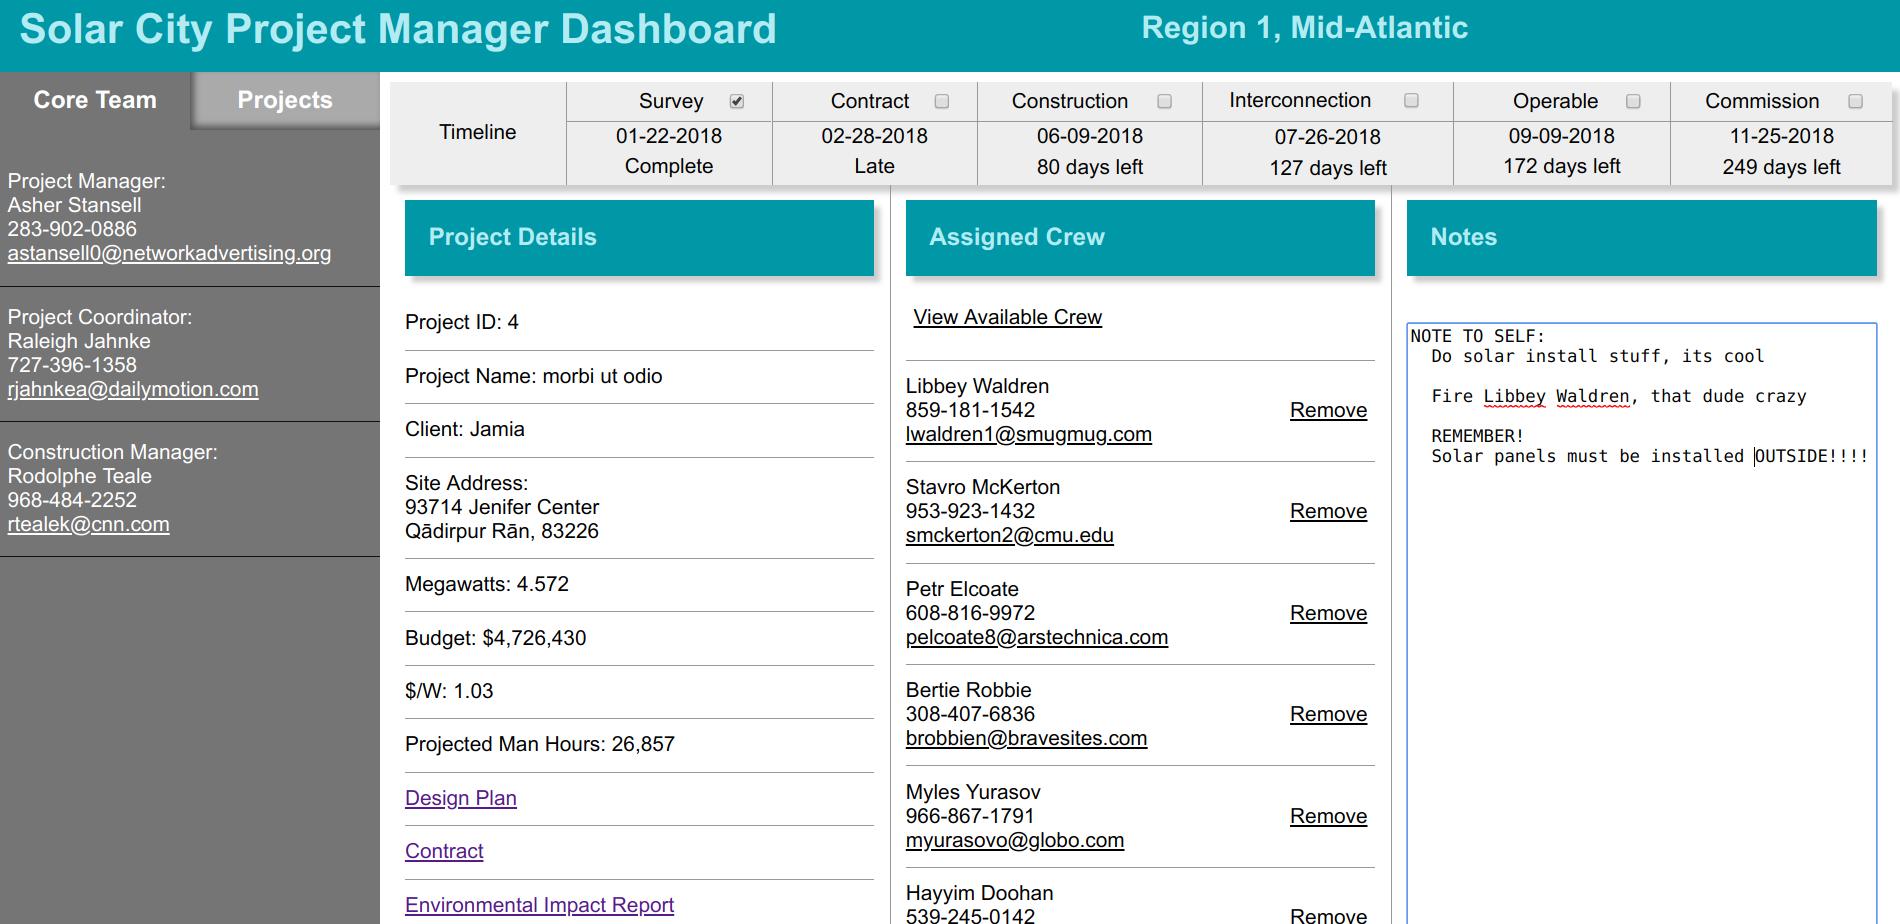 Solar City Project Manager Dashboard
Region 1, Mid-Atlantic
Core Team
Projects
Project Manager:
Asher Stansell
283-902-0886
astansell0@networkadvertising.org
Project Coordinator:
Raleigh Jahnke
727-396-1358
rjahnkea@dailymotion.com
Construction Manager:
Rodolphe Teale
968-484-2252
rtealek@cnn.com
Timeline
Survey
01-22-2018
Complete
Contract
02-28-2018
Late
Construction
06-09-2018
80 days left
Interconnection
07-26-2018
127 days left
Operable
09-09-2018
172 days left
Commission
11-25-2018
249 days left
Project Details
Project ID: 4
Project Name: morbi ut odio
Client: Jamia
Site Address:
93714 Jenifer Center
Qādirpur Rān, 83226
Megawatts: 4.572
Budget: $4,726,430
$/W: 1.03
Projected Man Hours: 26,857
Design Plan
Contract
Environmental Impact Report
Assigned Crew
View Available Crew
Libbey Waldren
859-181-1542
lwaldren1@smugmug.com
Remove
Stavro McKerton
953-923-1432
smckerton2@cmu.edu
Remove
Petr Elcoate
608-816-9972
pelcoate8@arstechnica.com
Remove
Bertie Robbie
308-407-6836
brobbien@bravesites.com
Remove
Myles Yurasov
966-867-1791
myurasovo@globo.com
Remove
Hayyim Doohan
539-245-0142
Remove
Notes
NOTE TO SELF:
Do solar install stuff, its cool
Fire Libbey Waldren, that dude crazy
REMEMBER!
Solar panels must be installed OUTSIDE!!!!